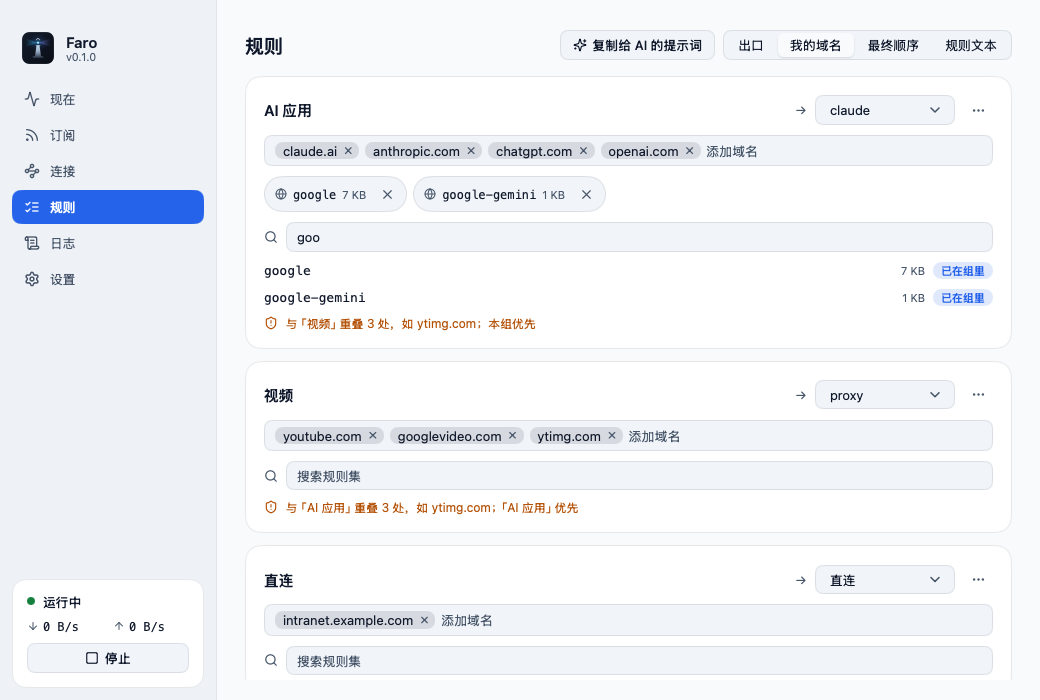 Faro
v0.1.0
现在
订阅
连接
规则
日志
设置
运行中
↓ 0 B/s ↑ 0 B/s
停止
规则
复制给 AI 的提示词 出口 我的域名 最终顺序 规则文本
AI 应用 → claude ···
claude.ai × anthropic.com × chatgpt.com × openai.com × 添加域名
google 7 KB × google-gemini 1 KB ×
goo
google 7 KB 已在组里
google-gemini 1 KB 已在组里
与「视频」重叠 3 处，如 ytimg.com；本组优先
视频 → proxy ···
youtube.com × googlevideo.com × ytimg.com × 添加域名
搜索规则集
与「AI 应用」重叠 3 处，如 ytimg.com；「AI 应用」优先
直连 → 直连 ···
intranet.example.com × 添加域名
搜索规则集